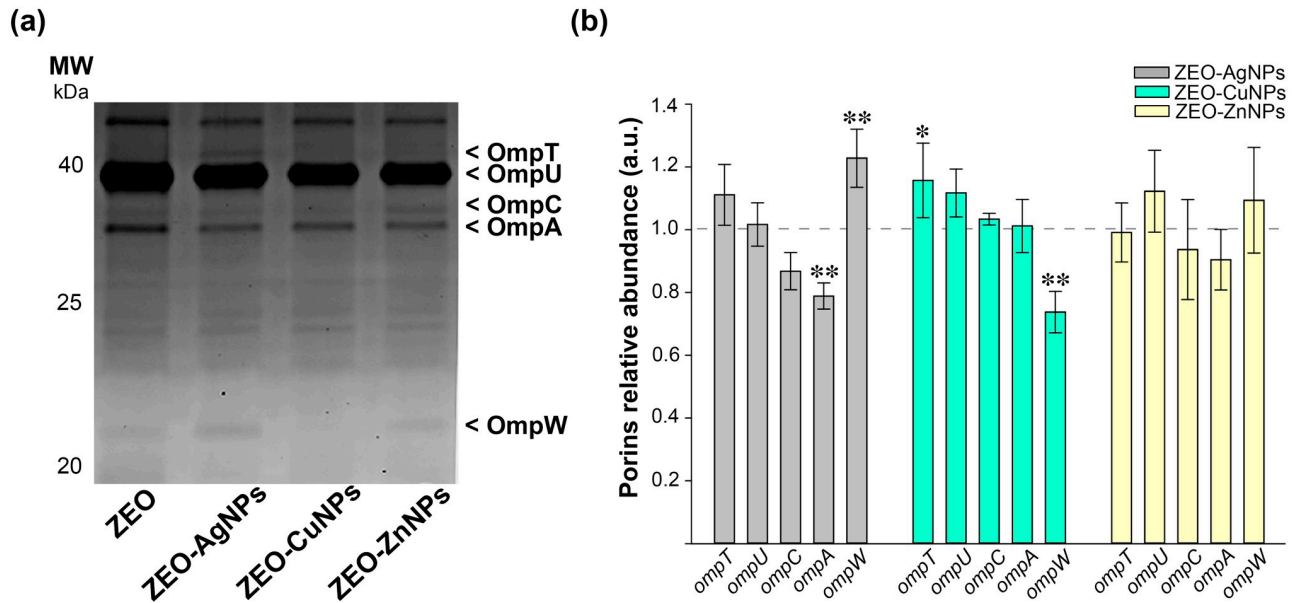 (a)
MW
kDa
40
25
20
< OmpT
< OmpU
< OmpC
< OmpA
< OmpW
ZEO
ZEO-AgNPs
ZEO-CuNPs
ZEO-ZnNPs
(b)
ZEO-AgNPs
ZEO-CuNPs
ZEO-ZnNPs
Porins relative abundance (a.u.)
1.4
1.2
1.0
0.8
0.6
0.4
0.2
**
**
*
**
ompT
ompU
ompC
ompA
ompW
ompT
ompU
ompC
ompA
ompW
ompT
ompU
ompC
ompA
ompW